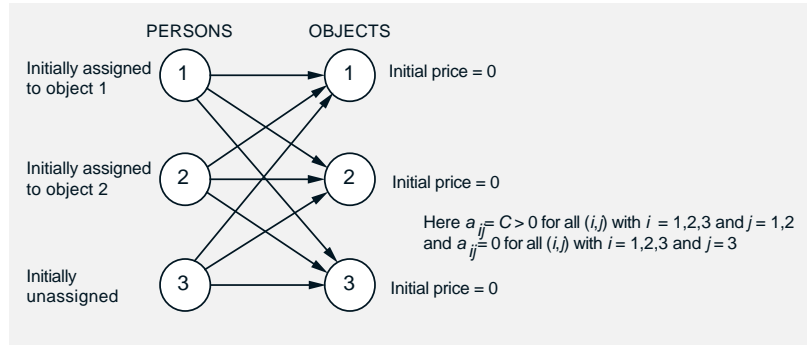 PERSONS OBJECTS
Initially assigned
to object 1
1
1
Initial price = 0
Initially assigned
to object 2
2
2
Initial price = 0
Here a ij = C > 0 for all (i,j) with i = 1,2,3 and j = 1,2
and a ij = 0 for all (i,j) with i = 1,2,3 and j = 3
Initially
unassigned
3
3
Initial price = 0